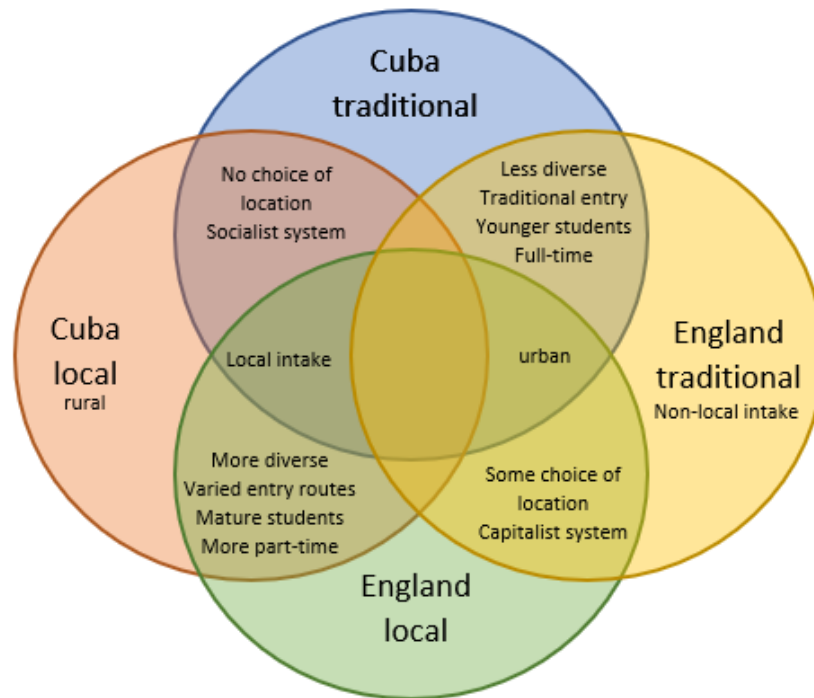 Cuba
traditional
No choice of
location
Socialist system
Less diverse
Traditional entry
Younger students
Full-time
Cuba
local
rural
Local intake
urban
England
traditional
Non-local intake
More diverse
Varied entry routes
Mature students
More part-time
Some choice of
location
Capitalist system
England
local